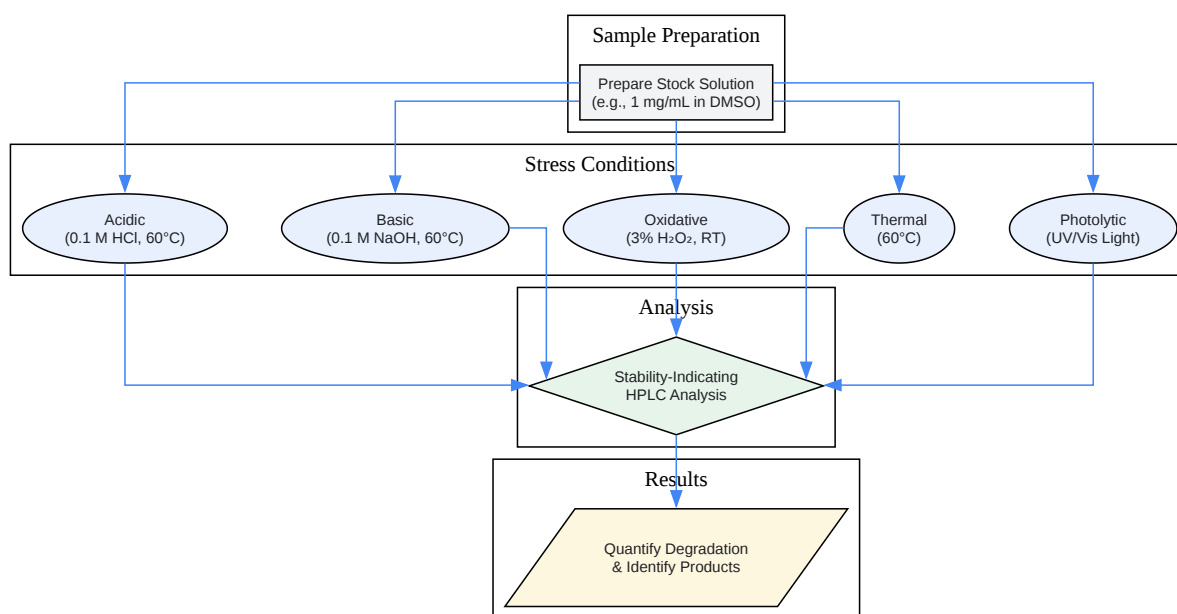 Sample Preparation
Prepare Stock Solution
(e.g., 1 mg/mL in DMSO)
Stress Conditions
Acidic
(0.1 M HCl, 60°C)
Basic
(0.1 M NaOH, 60°C)
Oxidative
(3% H₂O₂, RT)
Thermal
(60°C)
Photolytic
(UV/Vis Light)
Analysis
Stability-Indicating
HPLC Analysis
Results
Quantify Degradation
& Identify Products